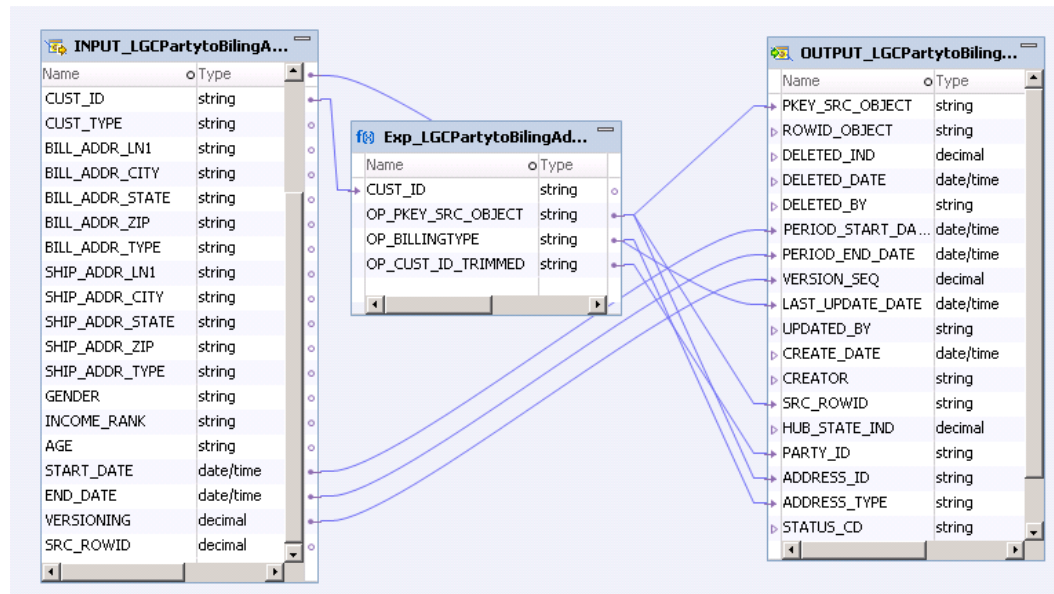 INPUT_LGCPartytoBilingA...
Name Type
CUST_ID string
CUST_TYPE string
BILL_ADDR_LN1 string
BILL_ADDR_CITY string
BILL_ADDR_STATE string
BILL_ADDR_ZIP string
BILL_ADDR_TYPE string
SHIP_ADDR_LN1 string
SHIP_ADDR_CITY string
SHIP_ADDR_STATE string
SHIP_ADDR_ZIP string
SHIP_ADDR_TYPE string
GENDER string
INCOME_RANK string
AGE string
START_DATE date/time
END_DATE date/time
VERSIONING decimal
SRC_ROWID decimal
f(x) Exp_LGCPartytoBilingAd...
Name Type
CUST_ID string
OP_PKEY_SRC_OBJECT string
OP_BILLINGTYPE string
OP_CUST_ID_TRIMMED string
OUTPUT_LGCPartytoBiling...
Name Type
PKEY_SRC_OBJECT string
ROWID_OBJECT string
DELETED_IND decimal
DELETED_DATE date/time
DELETED_BY string
PERIOD_START_DA... date/time
PERIOD_END_DATE date/time
VERSION_SEQ decimal
LAST_UPDATE_DATE date/time
UPDATED_BY string
CREATE_DATE date/time
CREATOR string
SRC_ROWID string
HUB_STATE_IND decimal
PARTY_ID string
ADDRESS_ID string
ADDRESS_TYPE string
STATUS_CD string